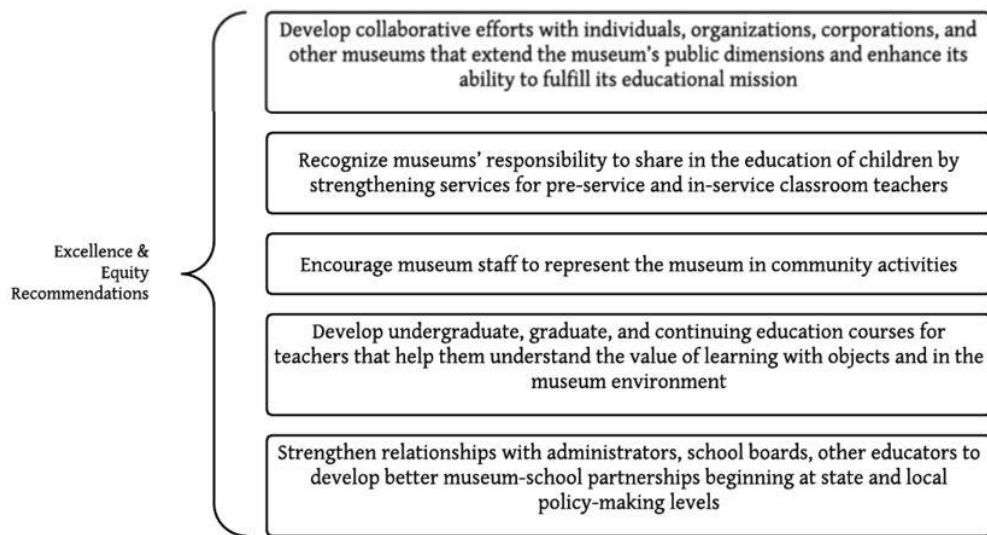 Develop collaborative efforts with individuals, organizations, corporations, and
other museums that extend the museum's public dimensions and enhance its
ability to fulfill its educational mission
Recognize museums' responsibility to share in the education of children by
strengthening services for pre-service and in-service classroom teachers
Excellence &
Equity
Recommendations
Encourage museum staff to represent the museum in community activities
Develop undergraduate, graduate, and continuing education courses for
teachers that help them understand the value of learning with objects and in the
museum environment
Strengthen relationships with administrators, school boards, other educators to
develop better museum-school partnerships beginning at state and local
policy-making levels